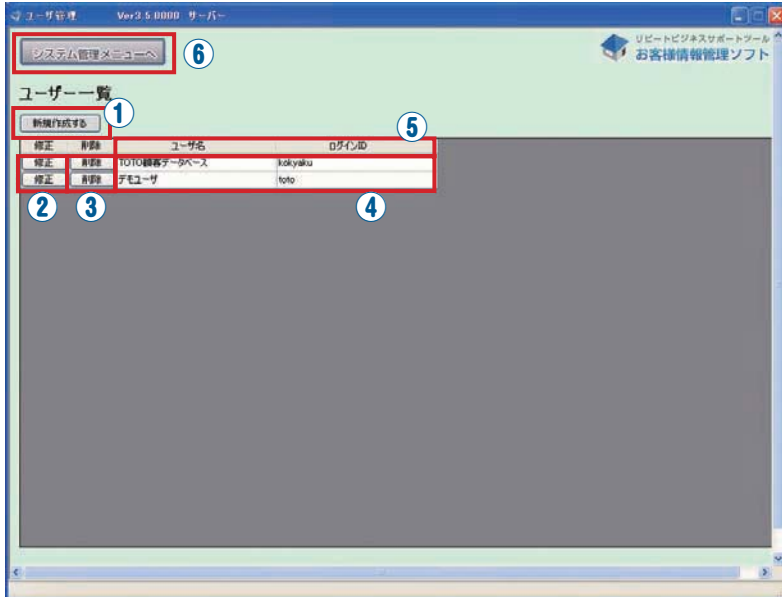 ユーザ管理 Ver3.5.0000 サーバー
システム管理メニューへ
⑥
リピートビジネスサポートツール
お客様情報管理ソフト
ユーザー一覧
①
新規作成する
⑤
修正 削除 ユーザ名 ログインID
修正 削除 TOTO顧客データベース kokyaku
修正 削除 デモユーザ toto
② ③ ④